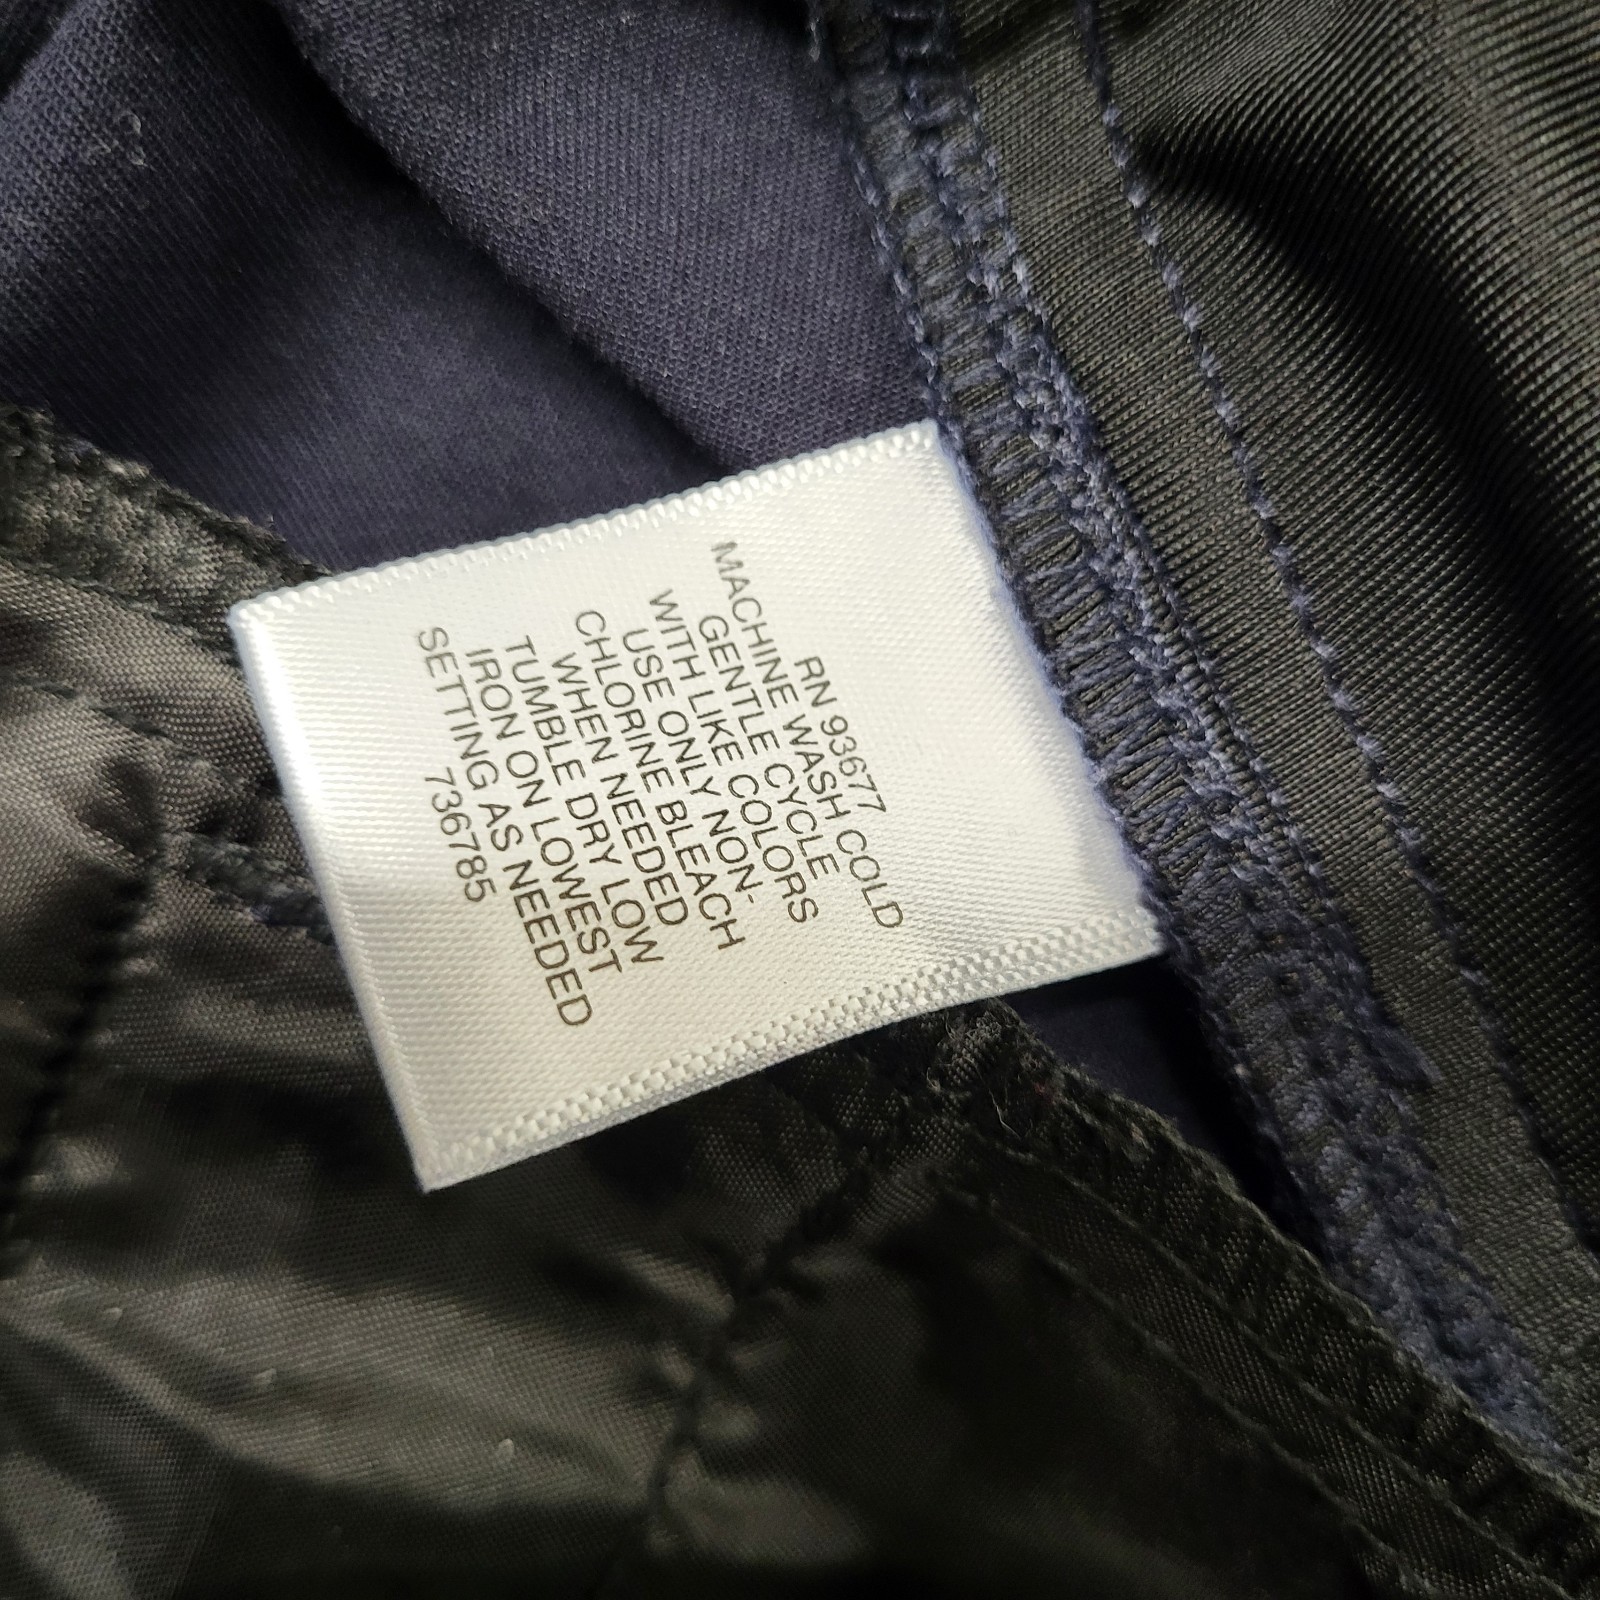 RN 93677
MACHINE WASH COLD
GENTLE CYCLE
WITH LIKE COLORS
USE ONLY NON-
CHLORINE BLEACH
WHEN NEEDED
TUMBLE DRY LOW
IRON ON LOWEST
SETTING AS NEEDED
736785